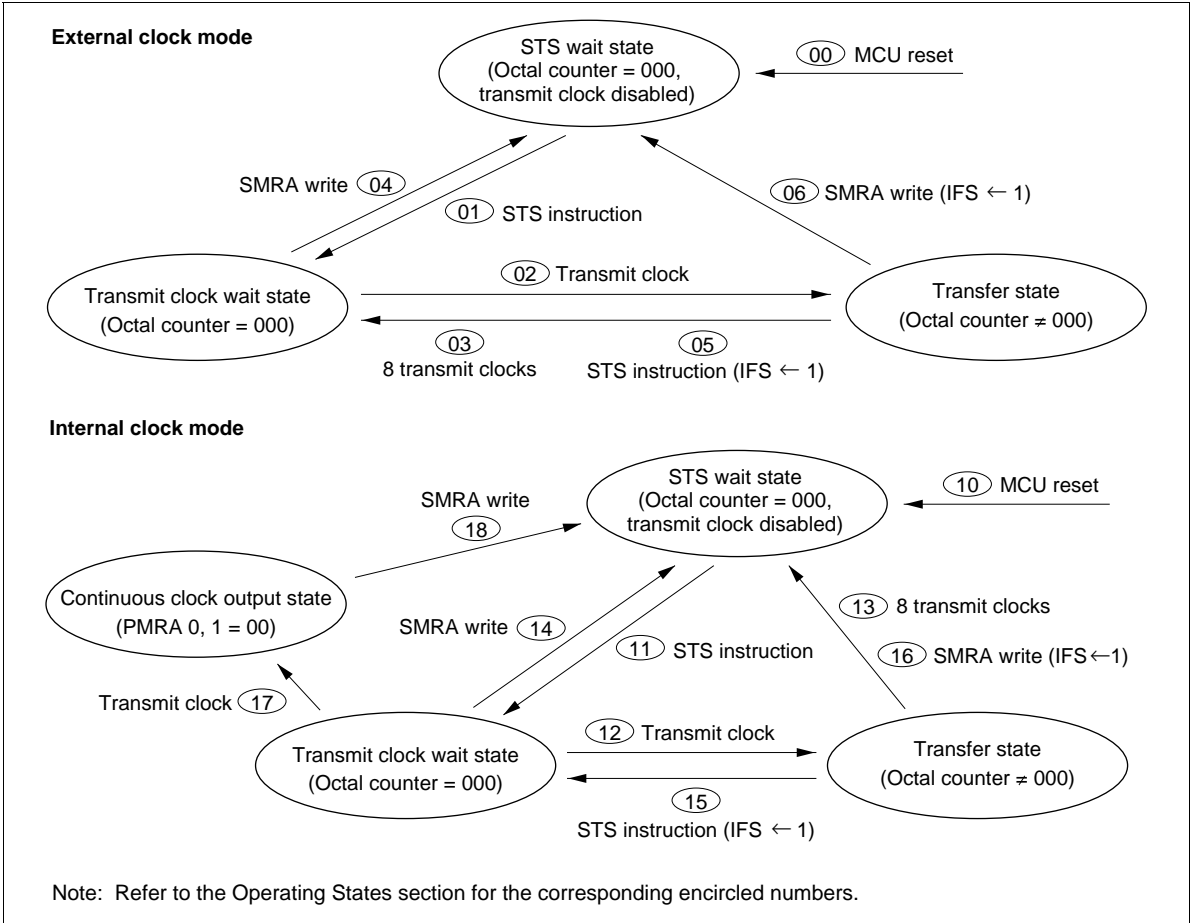 External clock mode
STS wait state
(Octal counter = 000,
transmit clock disabled)
00 MCU reset
SMRA write 04
01 STS instruction
06 SMRA write (IFS ← 1)
02 Transmit clock
Transmit clock wait state
(Octal counter = 000)
Transfer state
(Octal counter ≠ 000)
03
8 transmit clocks
05
STS instruction (IFS ← 1)
Internal clock mode
STS wait state
(Octal counter = 000,
transmit clock disabled)
10 MCU reset
SMRA write
18
Continuous clock output state
(PMRA 0, 1 = 00)
SMRA write 14
11 STS instruction
13 8 transmit clocks
16 SMRA write (IFS←1)
Transmit clock 17
12 Transmit clock
Transmit clock wait state
(Octal counter = 000)
Transfer state
(Octal counter ≠ 000)
15
STS instruction (IFS ← 1)
Note: Refer to the Operating States section for the corresponding encircled numbers.